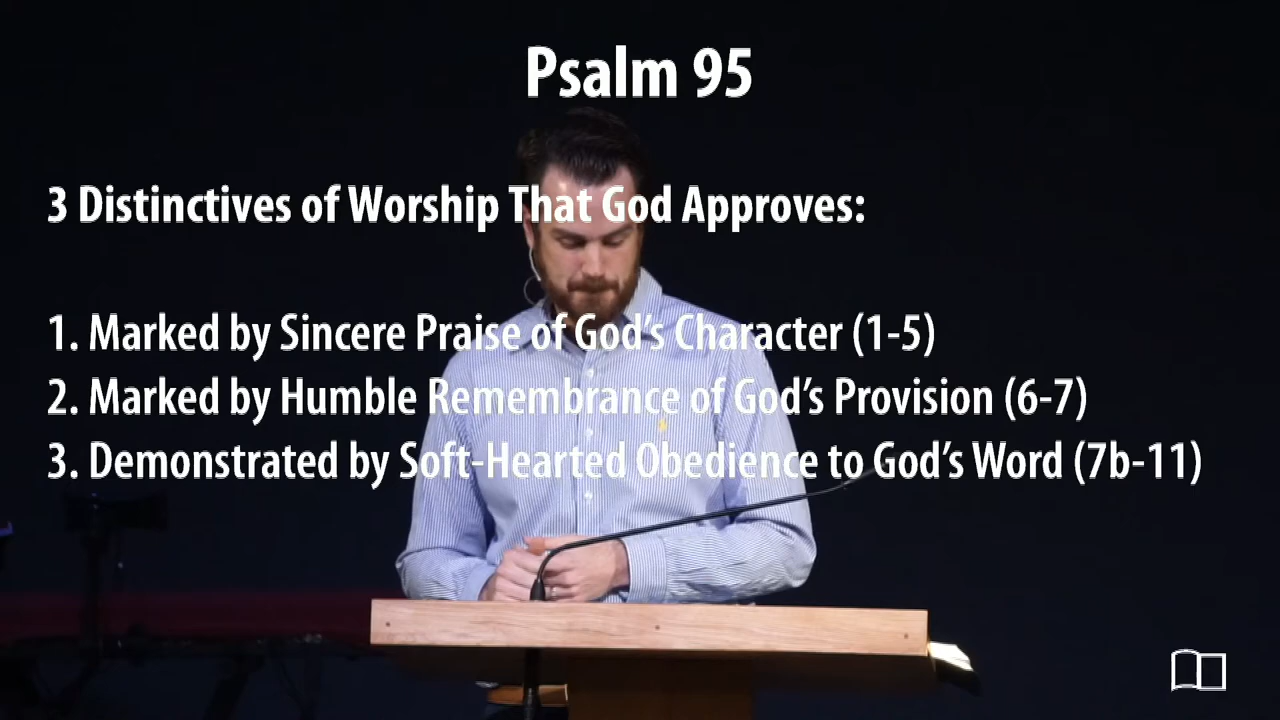 Psalm 95
3 Distinctives of Worship That God Approves:
1. Marked by Sincere Praise of God's Character (1-5)
2. Marked by Humble Remembrance of God's Provision (6-7)
3. Demonstrated by Soft-Hearted Obedience to God's Word (7b-11)